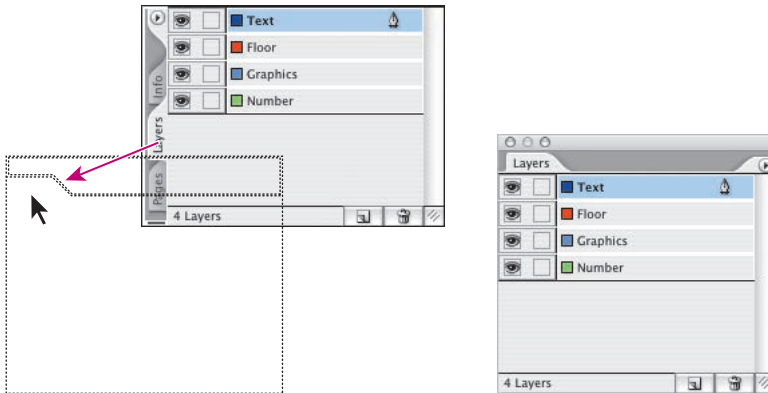 Text
Floor
Graphics
Number
Info
Layers
Pages
4 Layers
Layers
Text
Floor
Graphics
Number
4 Layers